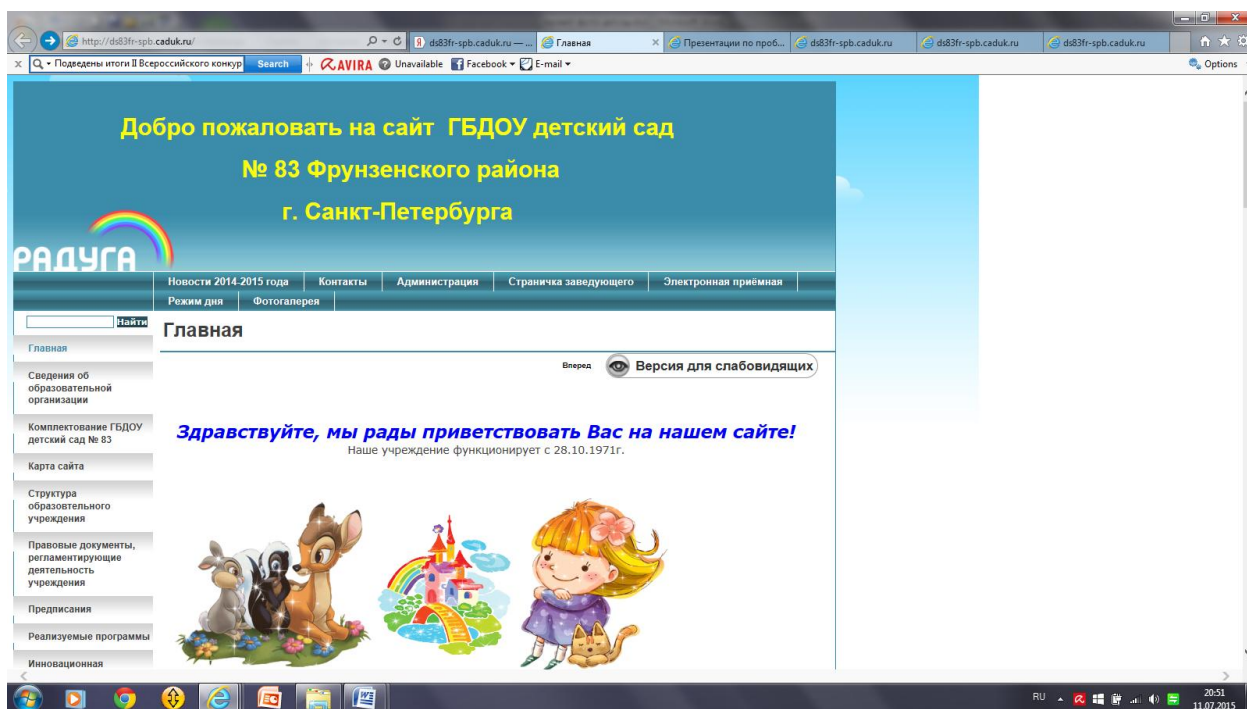 http://ds83fr-spb.caduk.ru/
ds83fr-spb.caduk.ru — ...
Главная
Презентации по проб...
ds83fr-spb.caduk.ru
ds83fr-spb.caduk.ru
ds83fr-spb.caduk.ru
Подведены итоги II Всероссийского конкур Search AVIRA Unavailable Facebook E-mail Options
Добро пожаловать на сайт ГБДОУ детский сад
№ 83 Фрунзенского района
г. Санкт-Петербурга
РАДУГА
Новости 2014-2015 года Контакты Администрация Страничка заведующего Электронная приёмная
Режим дня Фотогалерея
Найти
Главная
Главная
Сведения об
образовательной
организации
Комплектование ГБДОУ
детский сад № 83
Карта сайта
Структура
образовтельного
учреждения
Правовые документы,
регламентирующие
деятельность
учреждения
Предписания
Реализуемые программы
Инновационная
Вперед
Версия для слабовидящих
Здравствуйте, мы рады приветствовать Вас на нашем сайте!
Наше учреждение функционирует с 28.10.1971г.
RU
20:51
11.07.2015